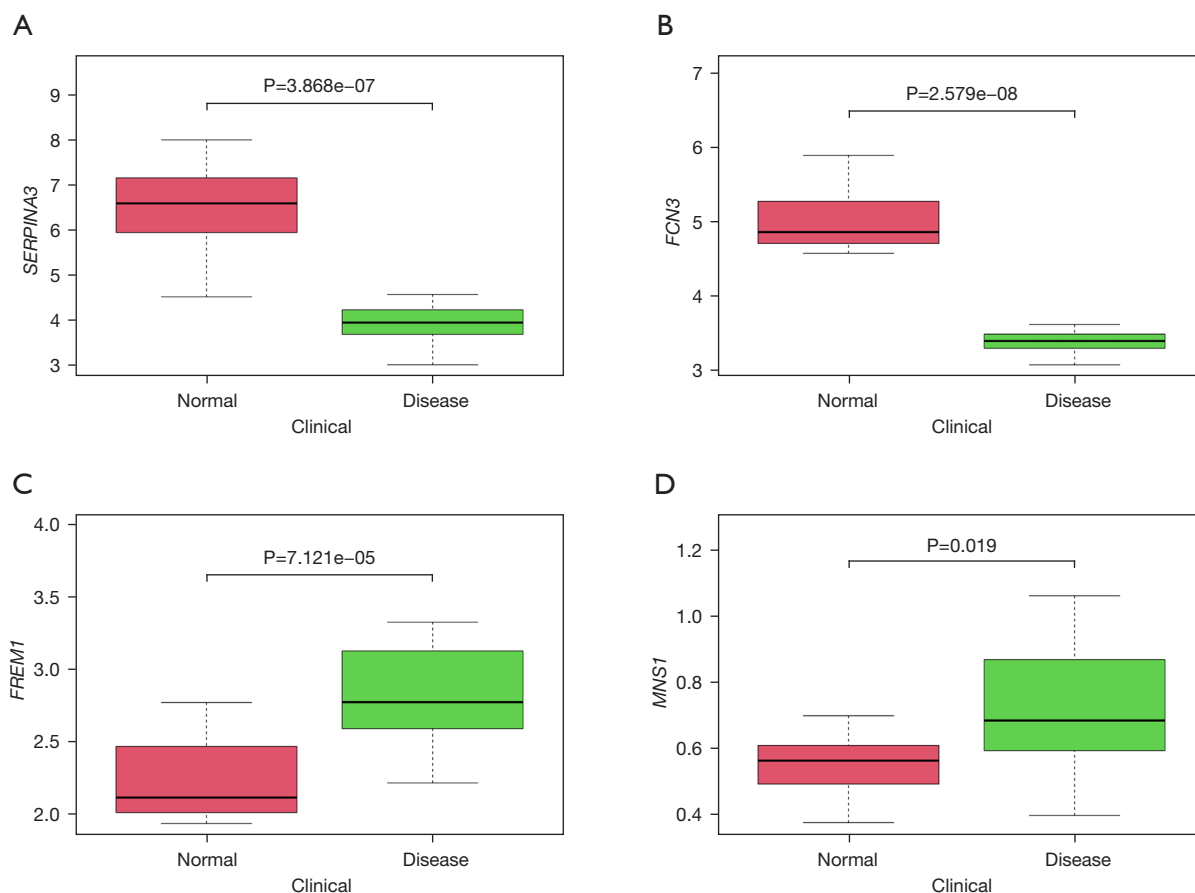 A
P=3.868e−07
9
8
7
6
5
4
3
SERPINA3
Normal Disease
Clinical
B
P=2.579e−08
7
6
5
4
3
FCN3
Normal Disease
Clinical
C
P=7.121e−05
4.0
3.5
3.0
2.5
2.0
FREM1
Normal Disease
Clinical
D
P=0.019
1.2
1.0
0.8
0.6
0.4
MNS1
Normal Disease
Clinical